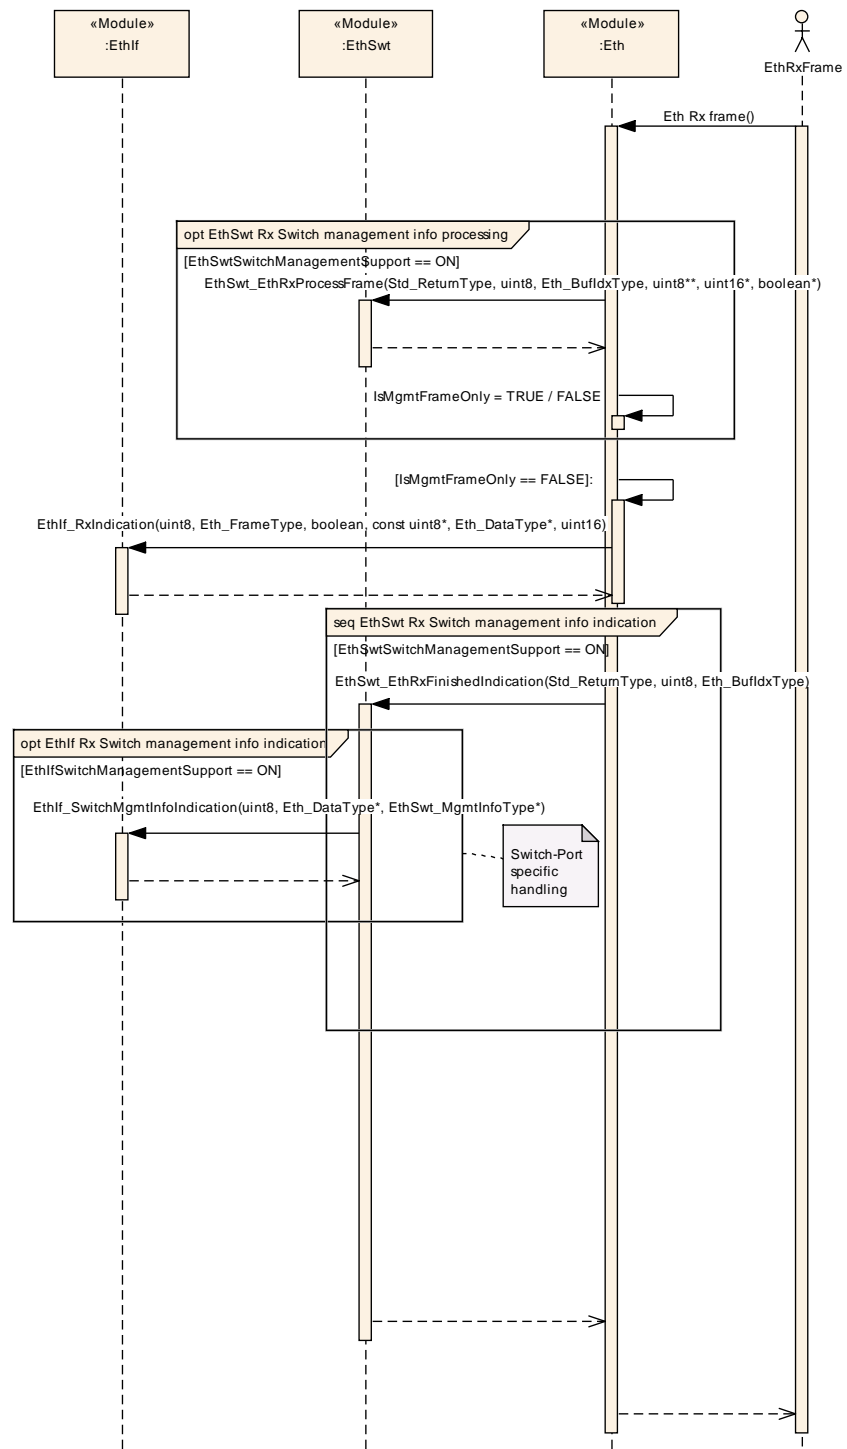 «Module»
:EthIf
«Module»
:EthSwt
«Module»
:Eth
EthRxFrame
Eth Rx frame()
opt EthSwt Rx Switch management info processing
[EthSwtSwitchManagementSupport == ON]
EthSwt_EthRxProcessFrame(Std_ReturnType, uint8, Eth_BufIdxType, uint8**, uint16*, boolean*)
IsMgmtFrameOnly = TRUE / FALSE
[IsMgmtFrameOnly == FALSE]:
EthIf_RxIndication(uint8, Eth_FrameType, boolean, const uint8*, Eth_DataType*, uint16)
seq EthSwt Rx Switch management info indication
[EthSwtSwitchManagementSupport == ON]
EthSwt_EthRxFinishedIndication(Std_ReturnType, uint8, Eth_BufIdxType)
opt EthIf Rx Switch management info indication
[EthIfSwitchManagementSupport == ON]
EthIf_SwitchMgmtInfoIndication(uint8, Eth_DataType*, EthSwt_MgmtInfoType*)
Switch-Port
specific
handling